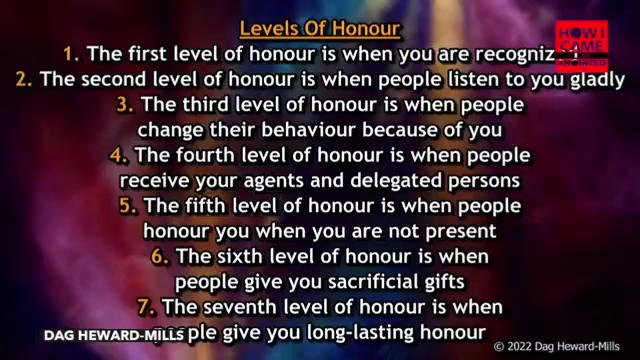 Levels Of Honour
1. The first level of honour is when you are recogniz
2. The second level of honour is when people listen to you gladly
3. The third level of honour is when people
change their behaviour because of you
4. The fourth level of honour is when people
receive your agents and delegated persons
5. The fifth level of honour is when people
honour you when you are not present
6. The sixth level of honour is when
people give you sacrificial gifts
7. The seventh level of honour is when
people give you long-lasting honour
HOW I
CAME
ANOINTED
DAG HEWARD-MILLS
© 2022 Dag Heward-Mills